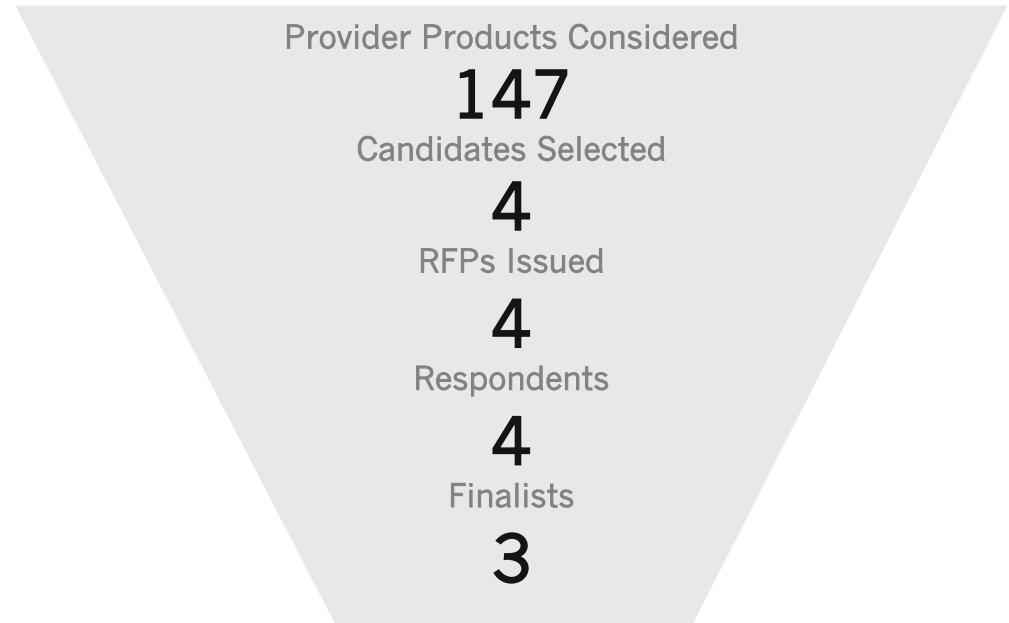 Provider Products Considered
147
Candidates Selected
4
RFPs Issued
4
Respondents
4
Finalists
3